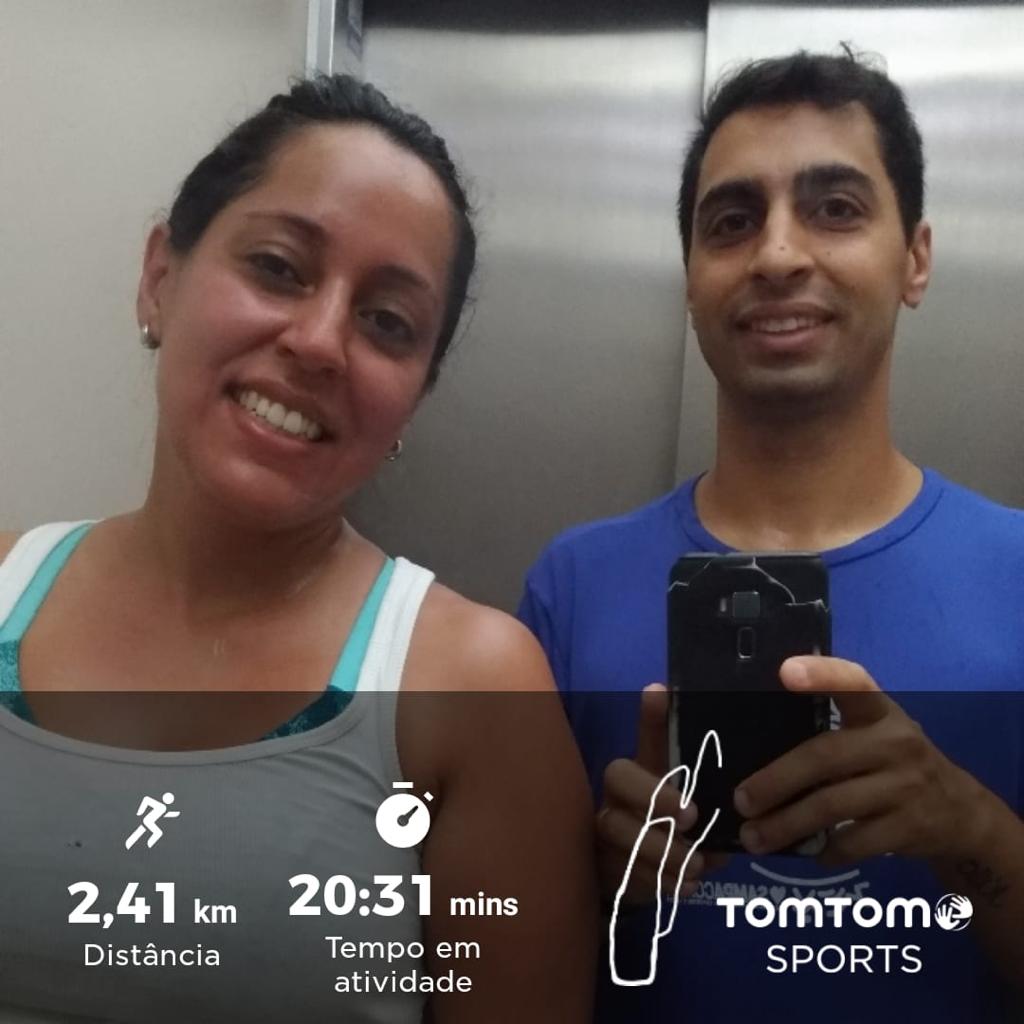 2,41 km
Distância
20:31 mins
Tempo em
atividade
TOMTOM
SPORTS